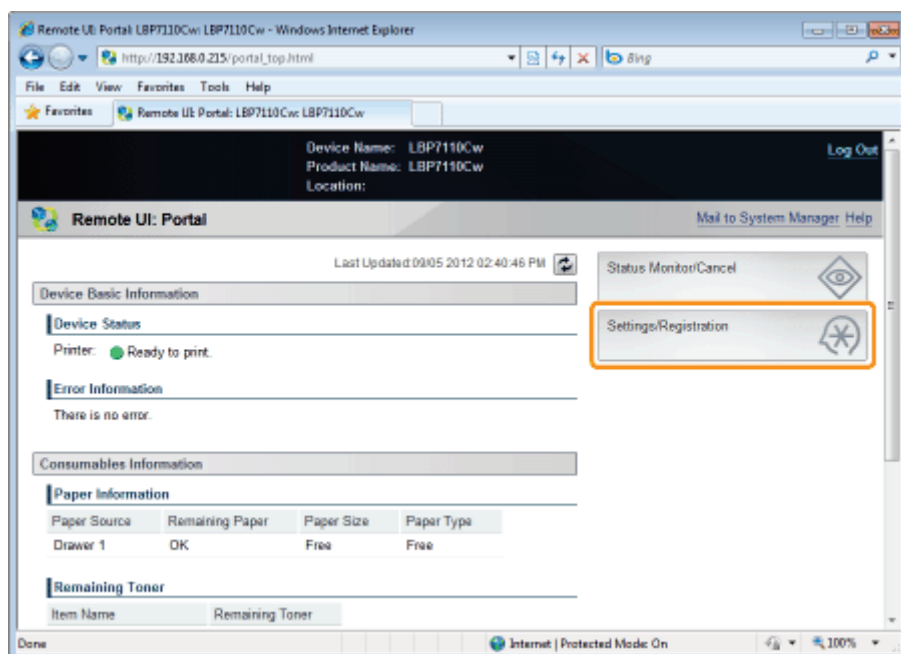 Remote UI: Portal: LBP7110Cw: LBP7110Cw - Windows Internet Explorer
http://192.168.0.215/portal_top.html
Bing
File Edit View Favorites Tools Help
Favorites
Remote UI: Portal: LBP7110Cw: LBP7110Cw
Device Name: LBP7110Cw
Product Name: LBP7110Cw
Location:
Log Out
Remote UI: Portal
Mail to System Manager Help
Last Updated:09/05 2012 02:40:46 PM
Status Monitor/Cancel
Device Basic Information
Settings/Registration
Device Status
Printer: Ready to print.
Error Information
There is no error.
Consumables Information
Paper Information
Paper Source Remaining Paper Paper Size Paper Type
Drawer 1 OK Free Free
Remaining Toner
Item Name Remaining Toner
Done
Internet | Protected Mode: On
100%